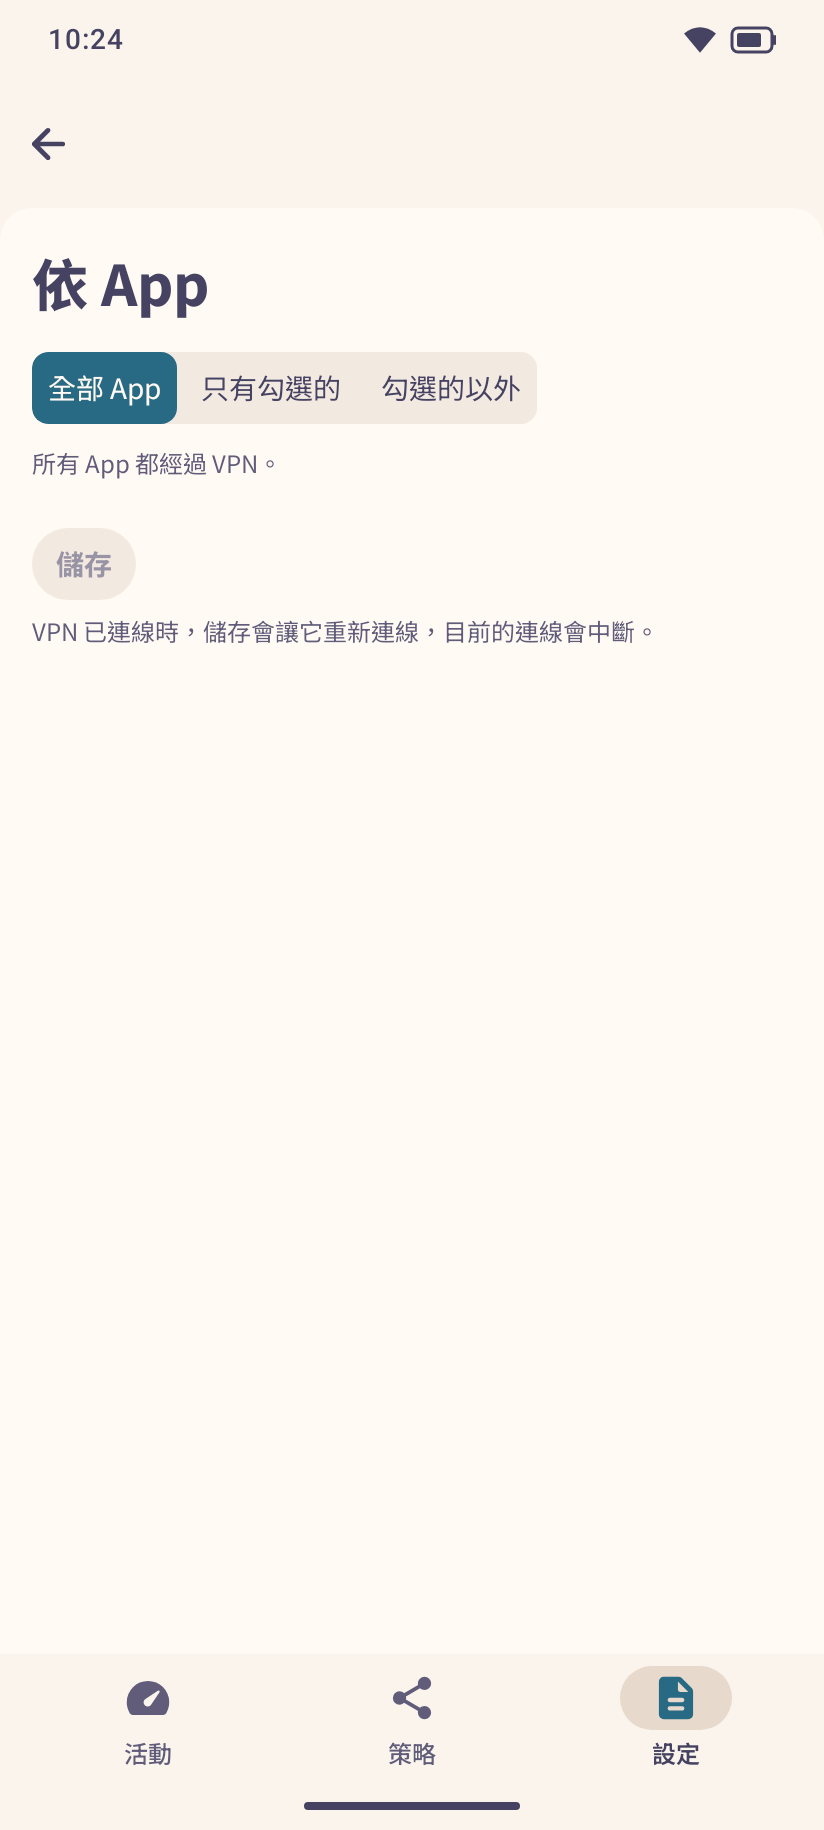 10:24
依 App
全部 App 只有勾選的 勾選的以外
所有 App 都經過 VPN。
儲存
VPN 已連線時，儲存會讓它重新連線，目前的連線會中斷。
活動 策略 設定